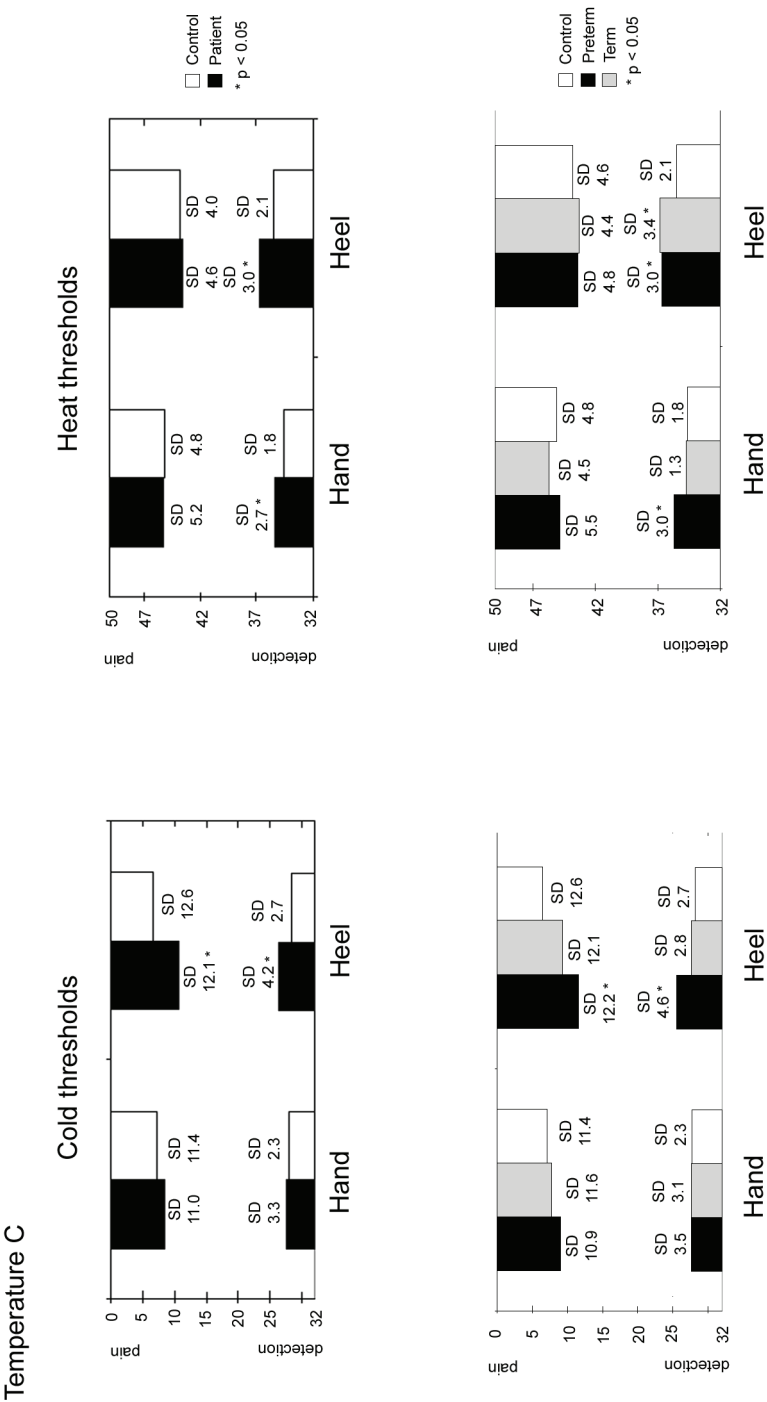 Temperature C
Cold thresholds
pain
detection
0
5
10
15
20
25
32
SD
11.0
SD
11.4
SD
3.3
SD
2.3
Hand
SD
12.1 *
SD
12.6
SD
4.2 *
SD
2.7
Heel
Heat thresholds
pain
detection
50
47
42
37
32
SD
5.2
SD
4.8
SD
2.7 *
SD
1.8
Hand
SD
4.6
SD
4.0
SD
3.0 *
SD
2.1
Heel
Control
Patient
* p < 0.05
pain
detection
0
5
10
15
20
25
32
SD
10.9
SD
11.6
SD
11.4
SD
3.5
SD
3.1
SD
2.3
Hand
SD
12.2 *
SD
12.1
SD
12.6
SD
4.6 *
SD
2.8
SD
2.7
Heel
pain
detection
50
47
42
37
32
SD
5.5
SD
4.5
SD
4.8
SD
3.0 *
SD
1.3
SD
1.8
Hand
SD
4.8
SD
4.4
SD
4.6
SD
3.0 *
SD
3.4 *
SD
2.1
Heel
Control
Preterm
Term
* p < 0.05